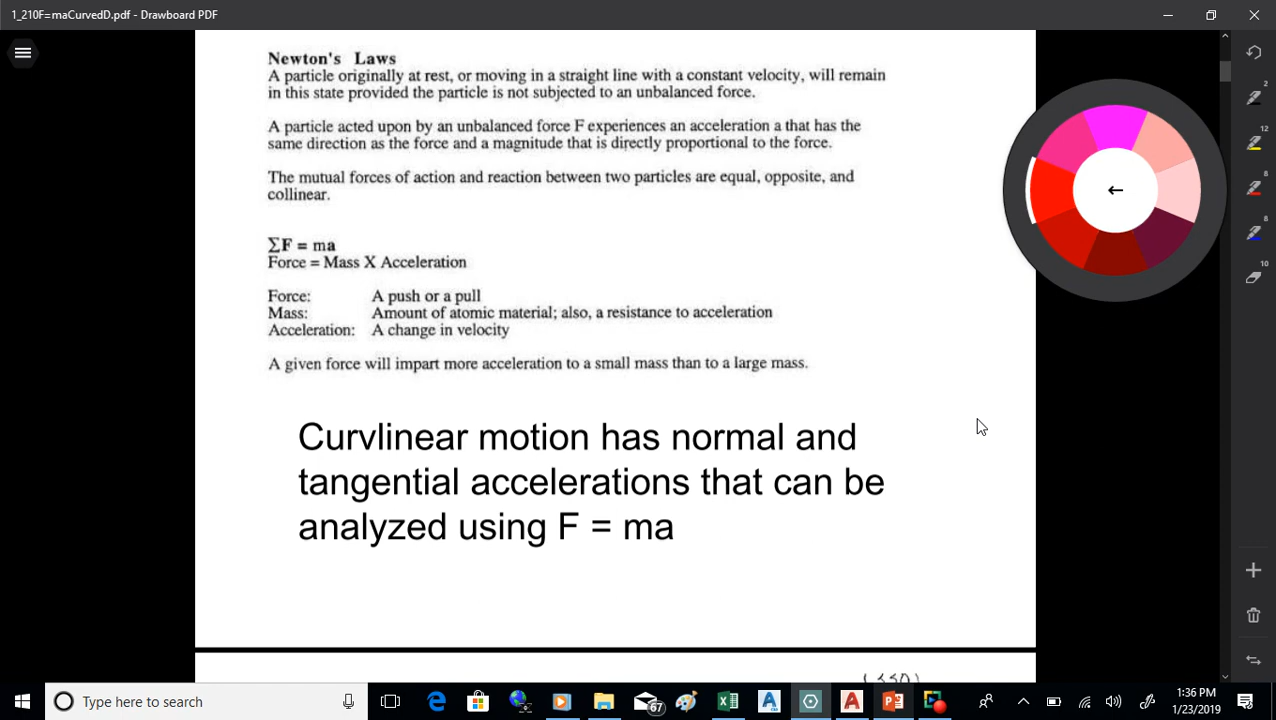 1_210F=maCurvedD.pdf - Drawboard PDF
Newton's Laws
A particle originally at rest, or moving in a straight line with a constant velocity, will remain
in this state provided the particle is not subjected to an unbalanced force.
A particle acted upon by an unbalanced force F experiences an acceleration a that has the
same direction as the force and a magnitude that is directly proportional to the force.
The mutual forces of action and reaction between two particles are equal, opposite, and
collinear.
ΣF = ma
Force = Mass X Acceleration
Force: A push or a pull
Mass: Amount of atomic material; also, a resistance to acceleration
Acceleration: A change in velocity
A given force will impart more acceleration to a small mass than to a large mass.
Curvlinear motion has normal and
tangential accelerations that can be
analyzed using F = ma
2
12
8
8
10
Type here to search
67
1:36 PM
1/23/2019